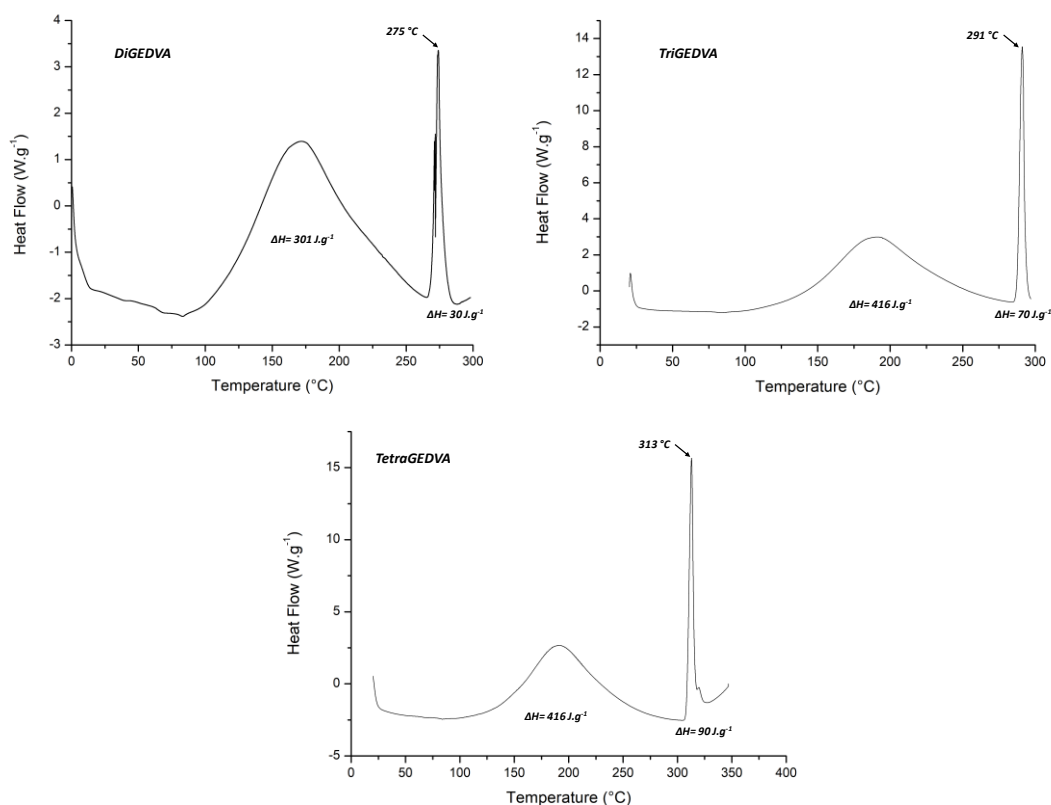 DiGEDVA
275 °C
4
3
2
1
0
-1
-2
-3
Heat Flow (W.g⁻¹)
ΔH= 301 J.g⁻¹
ΔH= 30 J.g⁻¹
0 50 100 150 200 250 300
Temperature (°C)
TriGEDVA
291 °C
14
12
10
8
6
4
2
0
-2
Heat Flow (W.g⁻¹)
ΔH= 416 J.g⁻¹
ΔH= 70 J.g⁻¹
0 50 100 150 200 250 300
Temperature (°C)
TetraGEDVA
313 °C
15
10
5
0
-5
Heat Flow (W.g⁻¹)
ΔH= 416 J.g⁻¹
ΔH= 90 J.g⁻¹
0 50 100 150 200 250 300 350 400
Temperature (°C)